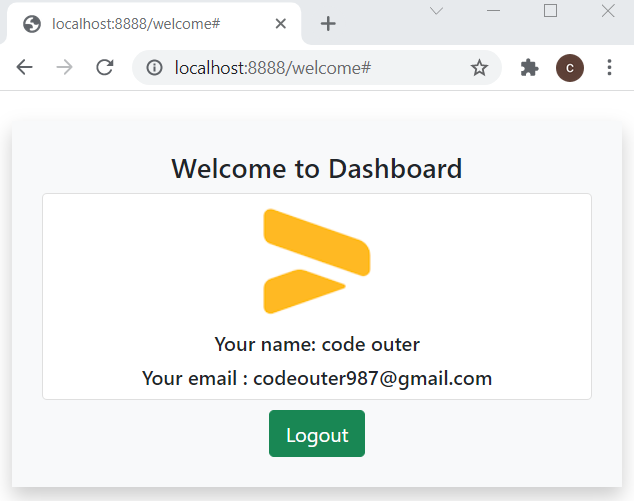 localhost:8888/welcome#
localhost:8888/welcome#
C
Welcome to Dashboard
Your name: code outer
Your email : codeouter987@gmail.com
Logout